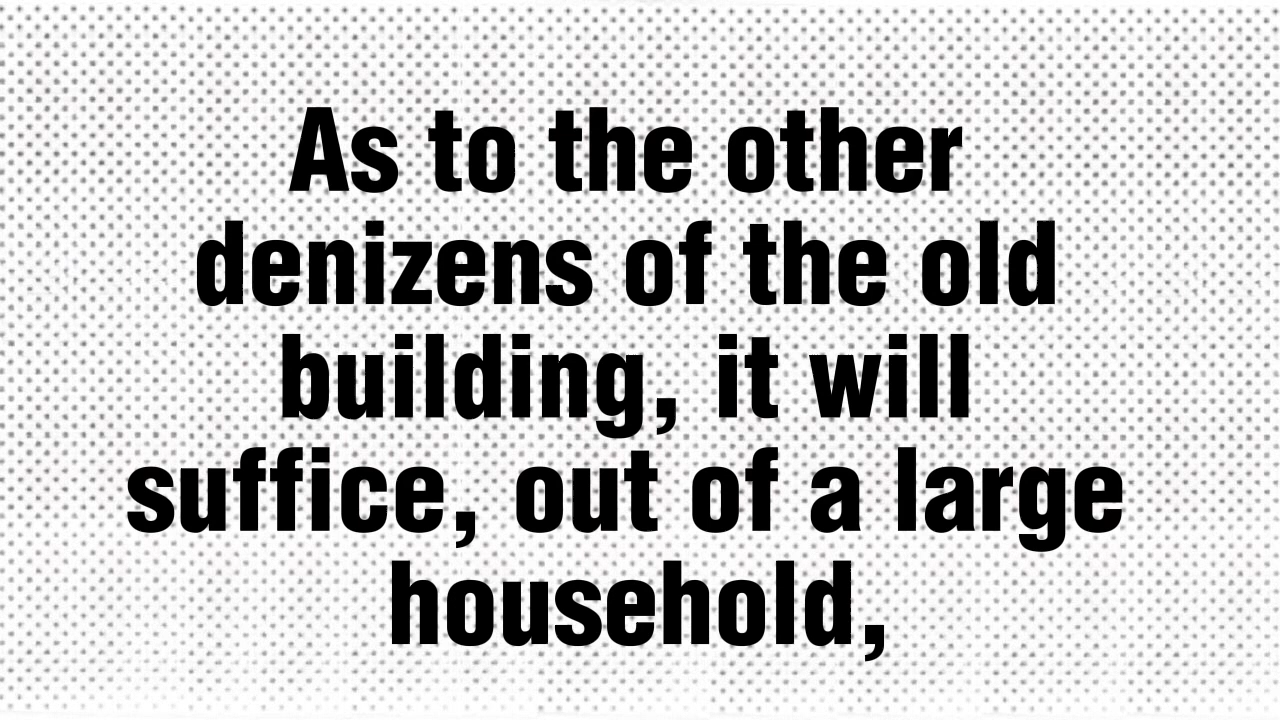 As to the other
denizens of the old
building, it will
suffice, out of a large
household,